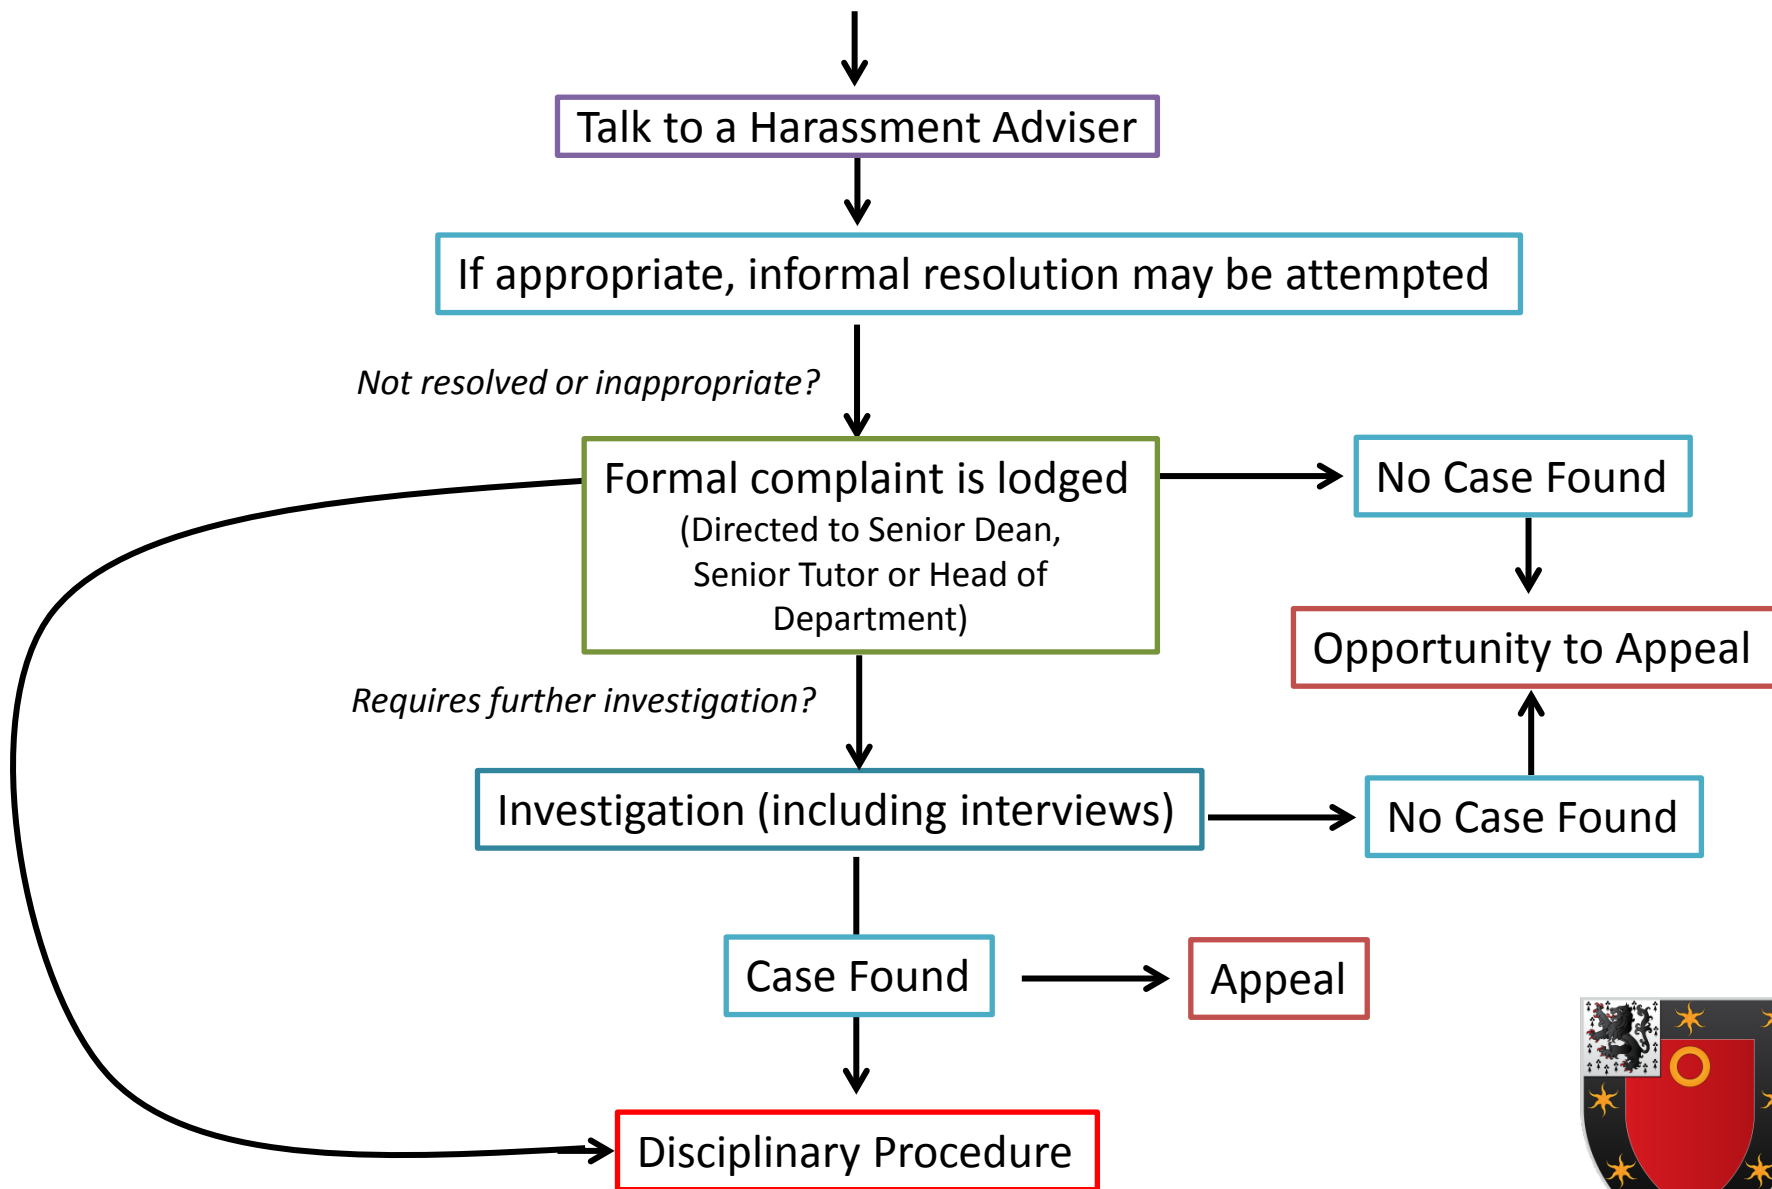 Talk to a Harassment Adviser
If appropriate, informal resolution may be attempted
Not resolved or inappropriate?
Formal complaint is lodged
(Directed to Senior Dean,
Senior Tutor or Head of
Department)
No Case Found
Opportunity to Appeal
Requires further investigation?
Investigation (including interviews)
No Case Found
Case Found
Appeal
Disciplinary Procedure